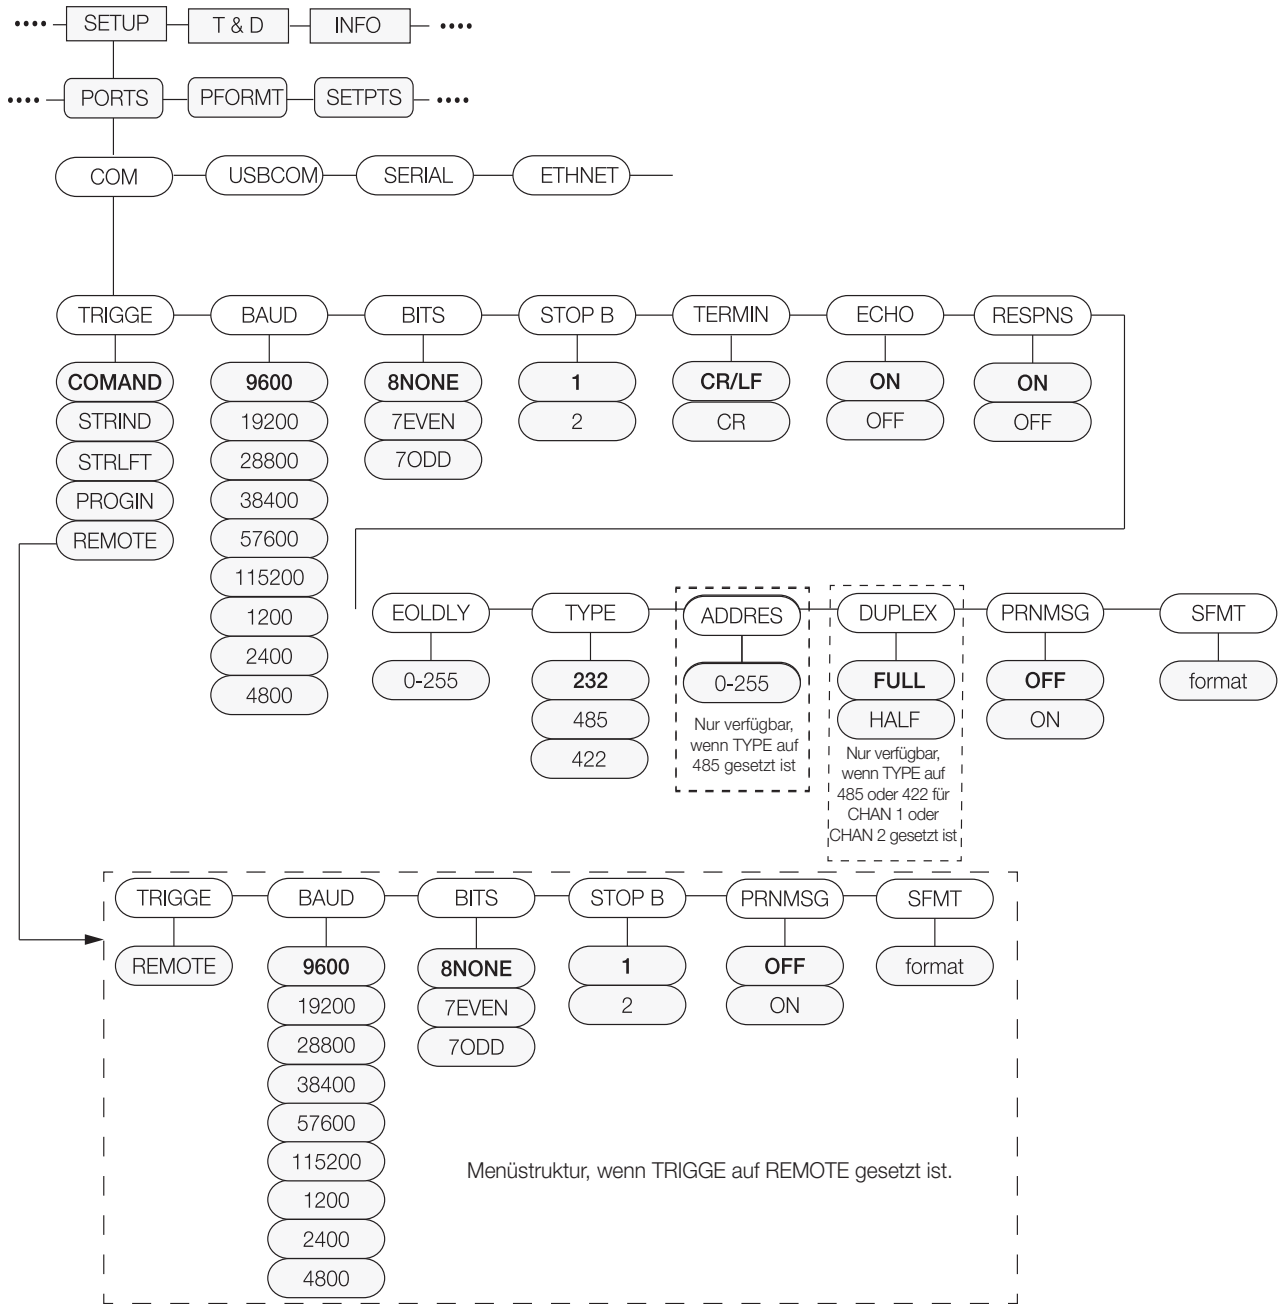 •••• SETUP T & D INFO ••••
•••• PORTS PFORMT SETPTS ••••
COM USBCOM SERIAL ETHNET
TRIGGE BAUD BITS STOP B TERMIN ECHO RESPNS
COMAND 9600 8NONE 1 CR/LF ON ON
STRIND 19200 7EVEN 2 CR OFF OFF
STRLFT 28800 7ODD
PROGIN 38400
REMOTE 57600
115200
1200
2400
4800
EOLDLY TYPE ADDRES DUPLEX PRNMSG SFMT
0-255 232 0-255 FULL OFF format
485 HALF ON
422
Nur verfügbar,
wenn TYPE auf
485 gesetzt ist
Nur verfügbar,
wenn TYPE auf
485 oder 422 für
CHAN 1 oder
CHAN 2 gesetzt ist
TRIGGE BAUD BITS STOP B PRNMSG SFMT
REMOTE 9600 8NONE 1 OFF format
19200 7EVEN 2 ON
28800 7ODD
38400
57600
115200
1200
2400
4800
Menüstruktur, wenn TRIGGE auf REMOTE gesetzt ist.